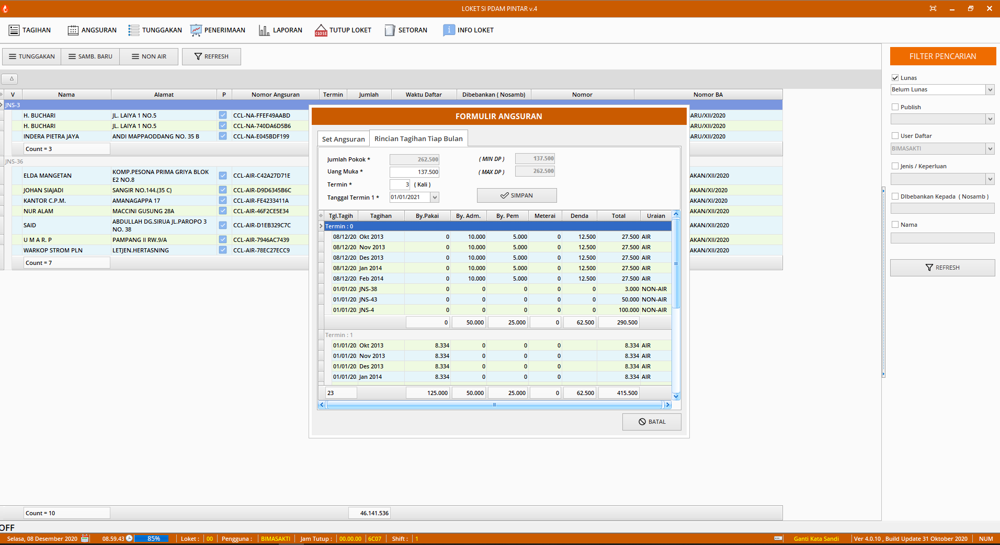 LOKET SI PDAM PINTAR v.4
TAGIHAN ANGSURAN TUNGGAKAN PENERIMAAN LAPORAN CLOSE TUTUP LOKET SETORAN i INFO LOKET
TUNGGAKAN SAMB. BARU NON AIR REFRESH
V Nama Alamat P Nomor Angsuran Termin Jumlah Waktu Daftar Dibebankan ( Nosamb) Nomor Nomor BA
JNS-3
H. BUCHARI JL. LAIYA 1 NO.5 CCL-NA-FFEF49AABD ARU/XII/2020
H. BUCHARI JL. LAIYA 1 NO.5 CCL-NA-740DA6D5B6 ARU/XII/2020
INDERA PIETRA JAYA ANDI MAPPAODDANG NO. 35 B CCL-NA-E045BDF199 ARU/XII/2020
Count = 3
JNS-36
ELDA MANGETAN KOMP.PESONA PRIMA GRIYA BLOK E2 NO.8 CCL-AIR-C42A27D71E AKAN/XII/2020
JOHAN SIAJADI SANGIR NO.144.(35 C) CCL-AIR-D9D6345B6C AKAN/XI/2020
KANTOR C.P.M. AMANAGAPPA 17 CCL-AIR-FE4233411A AKAN/XII/2020
NUR ALAM MACCINI GUSUNG 28A CCL-AIR-46F2CE5E34 AKAN/XII/2020
SAID ABDULLAH DG.SIRUA JL.PAROPO 3 NO. 38 CCL-AIR-D1EB329C7C AKAN/XII/2020
U M A R. P PAMPANG II RW.9/A CCL-AIR-7946AC7439 AKAN/XII/2020
WARKOP STROM PLN LETJEN.HERTASNING CCL-AIR-78EC27ECC9 AKAN/XII/2020
Count = 7
Count = 10 46.141.536
FORMULIR ANGSURAN
Set Angsuran Rincian Tagihan Tiap Bulan
Jumlah Pokok * 262.500 ( MIN DP ) 137.500
Uang Muka * 137.500 ( MAX DP ) 262.500
Termin * 3 ( Kali )
Tanggal Termin 1 * 01/01/2021 SIMPAN
Tgl.Tagih Tagihan By.Pakai By. Adm. By. Pem Meterai Denda Total Uraian
Termin : 0
08/12/20 Okt 2013 0 10.000 5.000 0 12.500 27.500 AIR
08/12/20 Nov 2013 0 10.000 5.000 0 12.500 27.500 AIR
08/12/20 Des 2013 0 10.000 5.000 0 12.500 27.500 AIR
08/12/20 Jan 2014 0 10.000 5.000 0 12.500 27.500 AIR
08/12/20 Feb 2014 0 10.000 5.000 0 12.500 27.500 AIR
01/01/20 JNS-38 0 0 0 0 0 3.000 NON-AIR
01/01/20 JNS-43 0 0 0 0 0 50.000 NON-AIR
01/01/20 JNS-4 0 0 0 0 0 100.000 NON-AIR
0 50.000 25.000 0 62.500 290.500
Termin : 1
01/01/20 Okt 2013 8.334 0 0 0 8.334 AIR
01/01/20 Nov 2013 8.334 0 0 0 8.334 AIR
01/01/20 Des 2013 8.334 0 0 0 8.334 AIR
01/01/20 Jan 2014 8.334 0 0 0 8.334 AIR
23 125.000 50.000 25.000 0 62.500 415.500
BATAL
FILTER PENCARIAN
Lunas
Belum Lunas
Publish
User Daftar
BIMASAKTI
Jenis / Keperluan
DIbebankan Kepada ( Nosamb )
Nama
REFRESH
OFF
Selasa, 08 Desember 2020 08.59.43 85% Loket : 00 Pengguna : BIMASAKTI Jam Tutup : 00.00.00 6C07 Shift : 1 Ganti Kata Sandi Ver 4.0.10 , Build Update 31 Oktober 2020 NUM